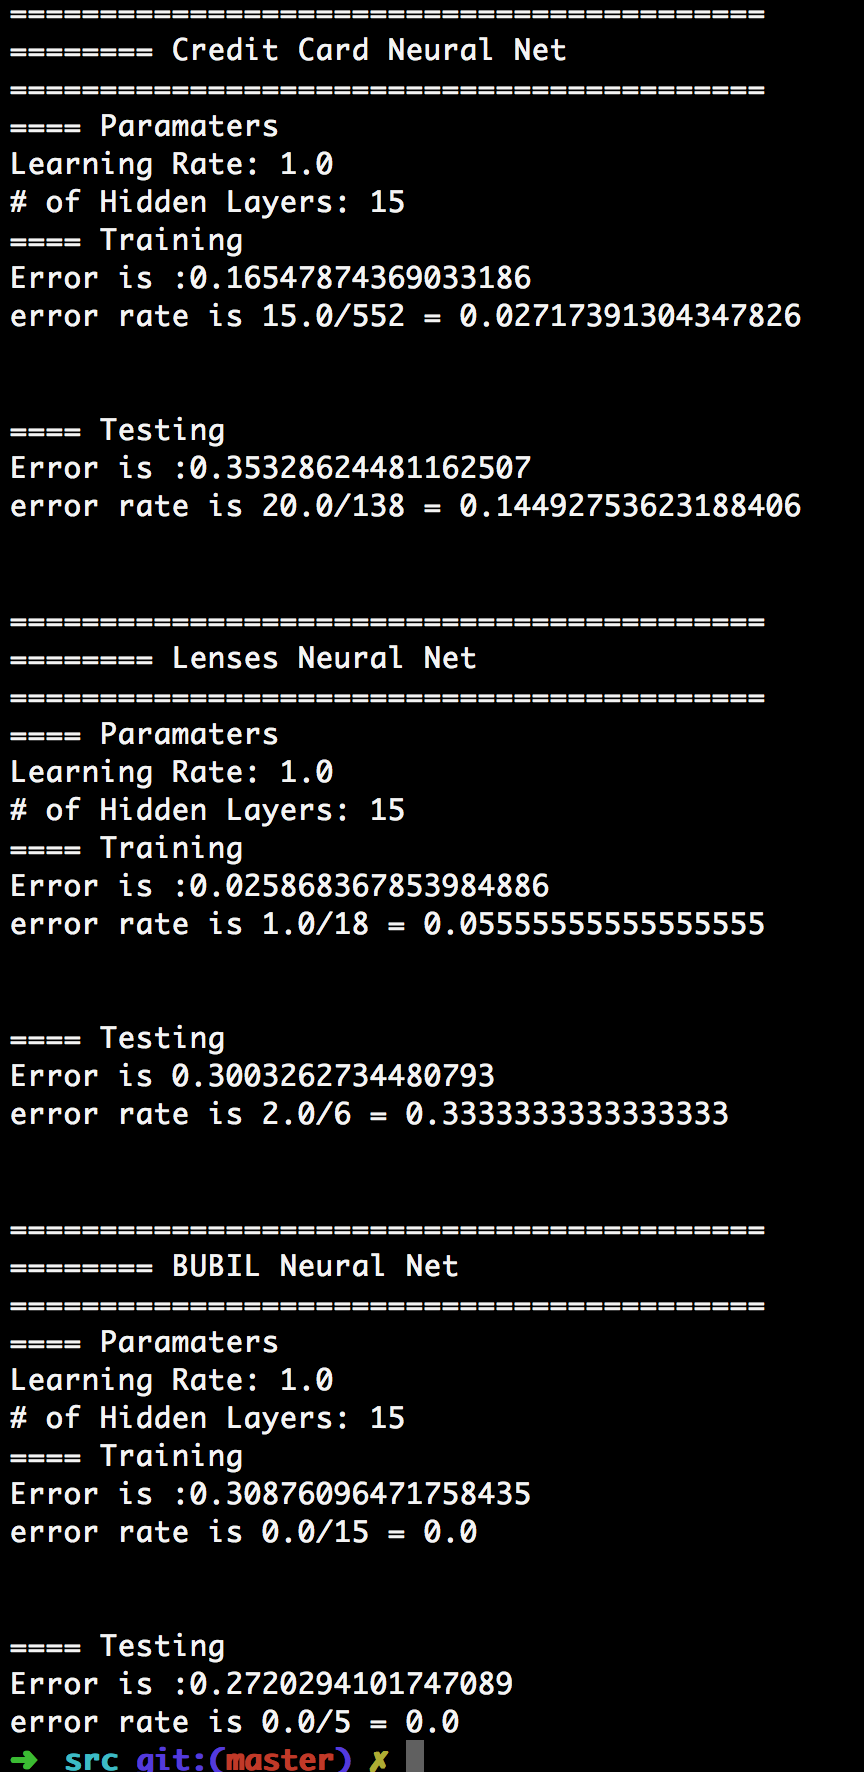 ==========================================
======== Credit Card Neural Net
==========================================
==== Paramaters
Learning Rate: 1.0
# of Hidden Layers: 15
==== Training
Error is :0.16547874369033186
error rate is 15.0/552 = 0.02717391304347826
==== Testing
Error is :0.35328624481162507
error rate is 20.0/138 = 0.14492753623188406
==========================================
======== Lenses Neural Net
==========================================
==== Paramaters
Learning Rate: 1.0
# of Hidden Layers: 15
==== Training
Error is :0.025868367853984886
error rate is 1.0/18 = 0.05555555555555555
==== Testing
Error is 0.3003262734480793
error rate is 2.0/6 = 0.3333333333333333
==========================================
======== BUBIL Neural Net
==========================================
==== Paramaters
Learning Rate: 1.0
# of Hidden Layers: 15
==== Training
Error is :0.30876096471758435
error rate is 0.0/15 = 0.0
==== Testing
Error is :0.2720294101747089
error rate is 0.0/5 = 0.0
➜  src git:(master) ✗